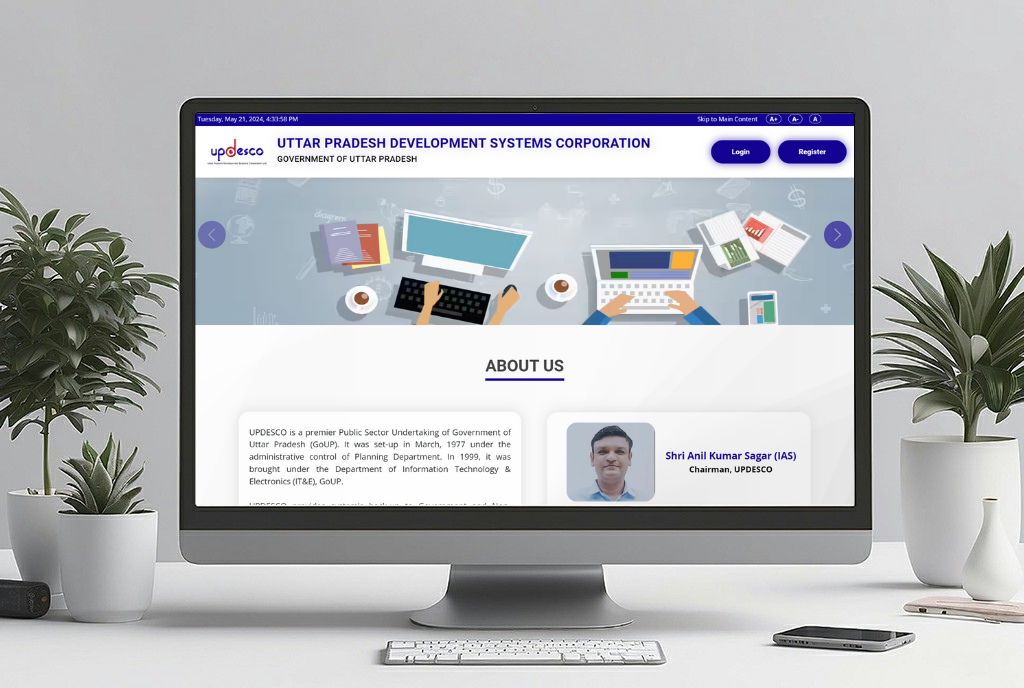 Tuesday, May 21, 2024, 4:33:58 PM
Skip to Main Content A+ A- A
updesco
UTTAR PRADESH DEVELOPMENT SYSTEMS CORPORATION
GOVERNMENT OF UTTAR PRADESH
Login
Register
diagram
ABOUT US
UPDESCO is a premier Public Sector Undertaking of Government of
Uttar Pradesh (GoUP). It was set-up in March, 1977 under the
administrative control of Planning Department. In 1999, it was
brought under the Department of Information Technology &
Electronics (IT&E), GoUP.
Shri Anil Kumar Sagar (IAS)
Chairman, UPDESCO